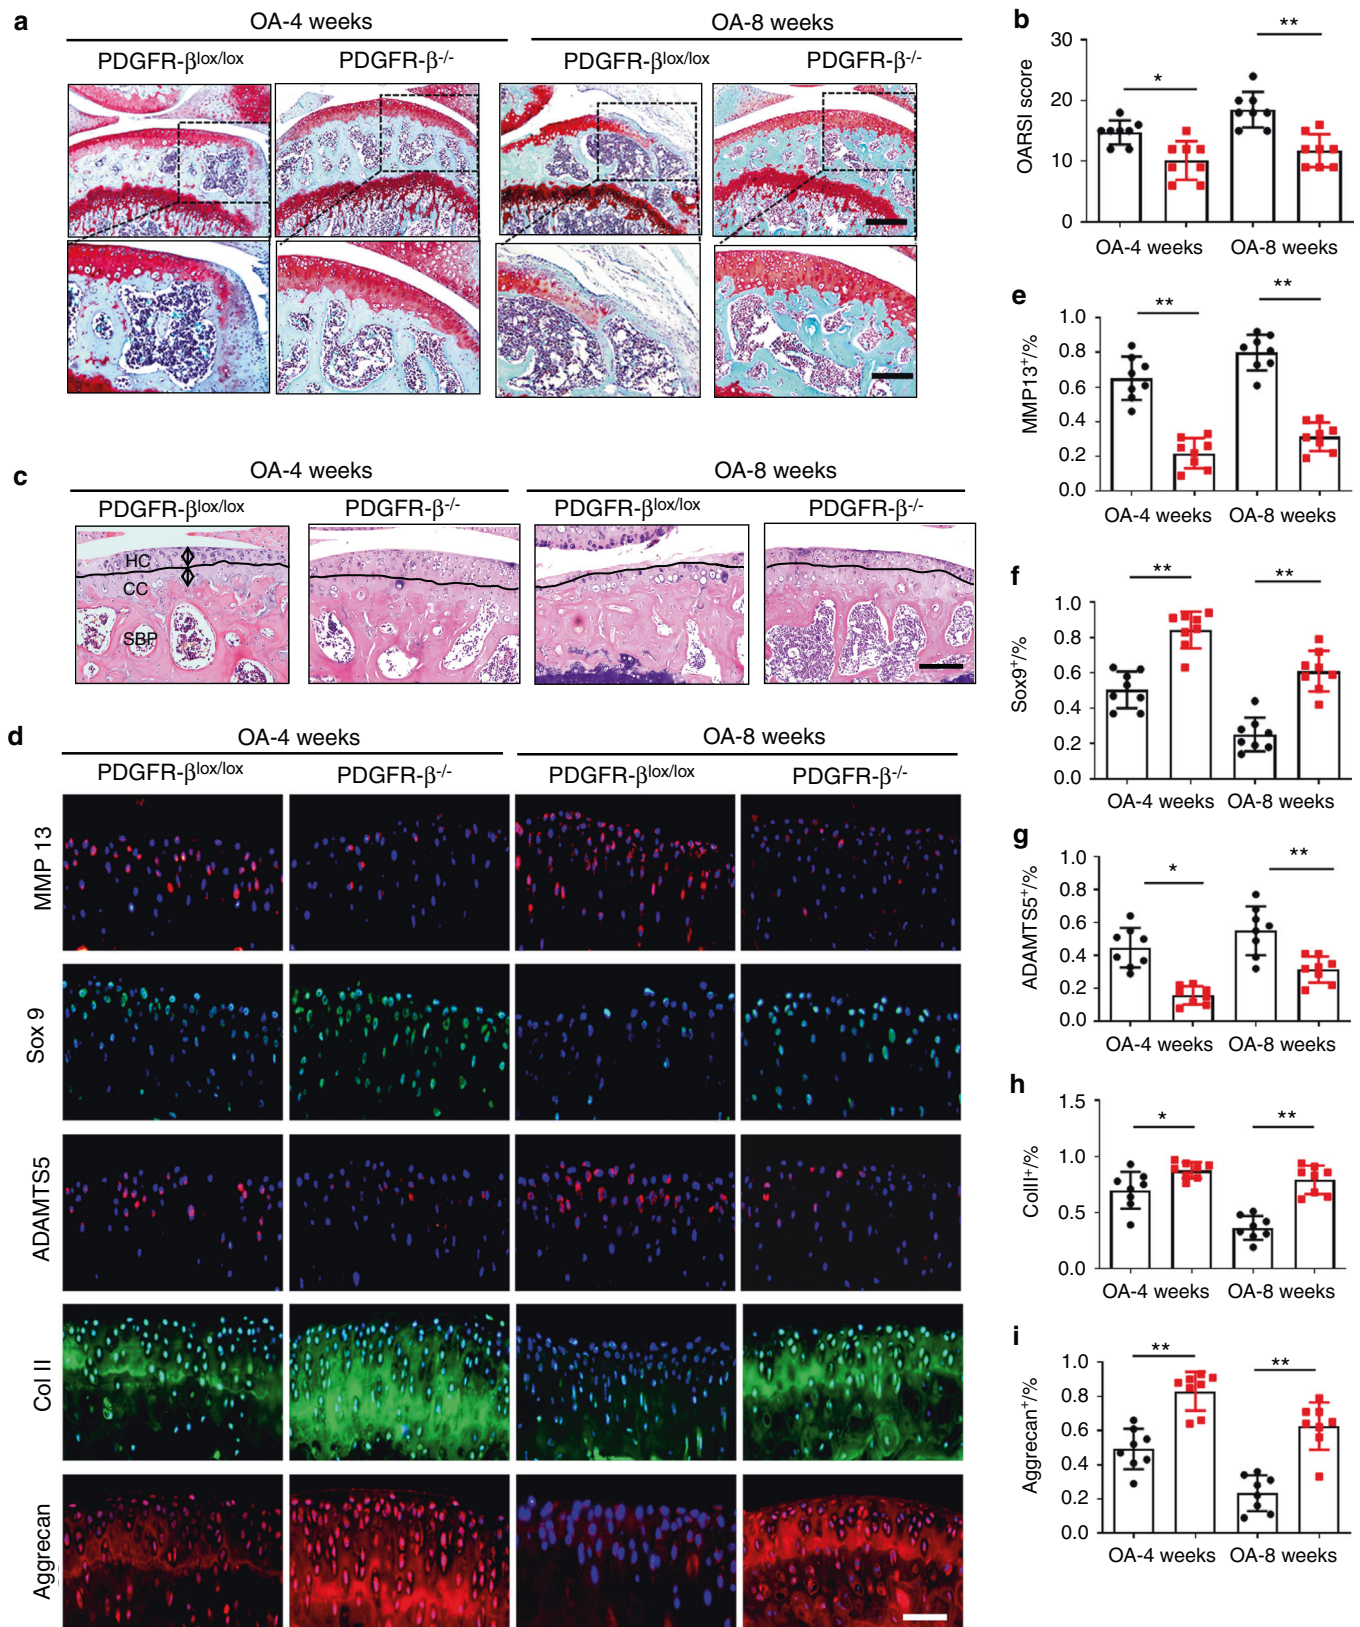 a
OA-4 weeks
OA-8 weeks
PDGFR-β^lox/lox
PDGFR-β^-/-
PDGFR-β^lox/lox
PDGFR-β^-/-
b
OARSI score
30
20
10
0
*
**
OA-4 weeks
OA-8 weeks
c
OA-4 weeks
OA-8 weeks
PDGFR-β^lox/lox
PDGFR-β^-/-
PDGFR-β^lox/lox
PDGFR-β^-/-
HC
CC
SBP
d
OA-4 weeks
OA-8 weeks
PDGFR-β^lox/lox
PDGFR-β^-/-
PDGFR-β^lox/lox
PDGFR-β^-/-
MMP 13
Sox 9
ADAMTS5
Col II
Aggrecan
e
MMP13⁺/%
1.0
0.8
0.6
0.4
0.2
0.0
**
**
OA-4 weeks
OA-8 weeks
f
Sox9⁺/%
1.0
0.8
0.6
0.4
0.2
0.0
**
**
OA-4 weeks
OA-8 weeks
g
ADAMTS5⁺/%
1.0
0.8
0.6
0.4
0.2
0.0
*
**
OA-4 weeks
OA-8 weeks
h
ColII⁺/%
1.5
1.0
0.5
0.0
*
**
OA-4 weeks
OA-8 weeks
i
Aggrecan⁺/%
1.0
0.8
0.6
0.4
0.2
0.0
**
**
OA-4 weeks
OA-8 weeks